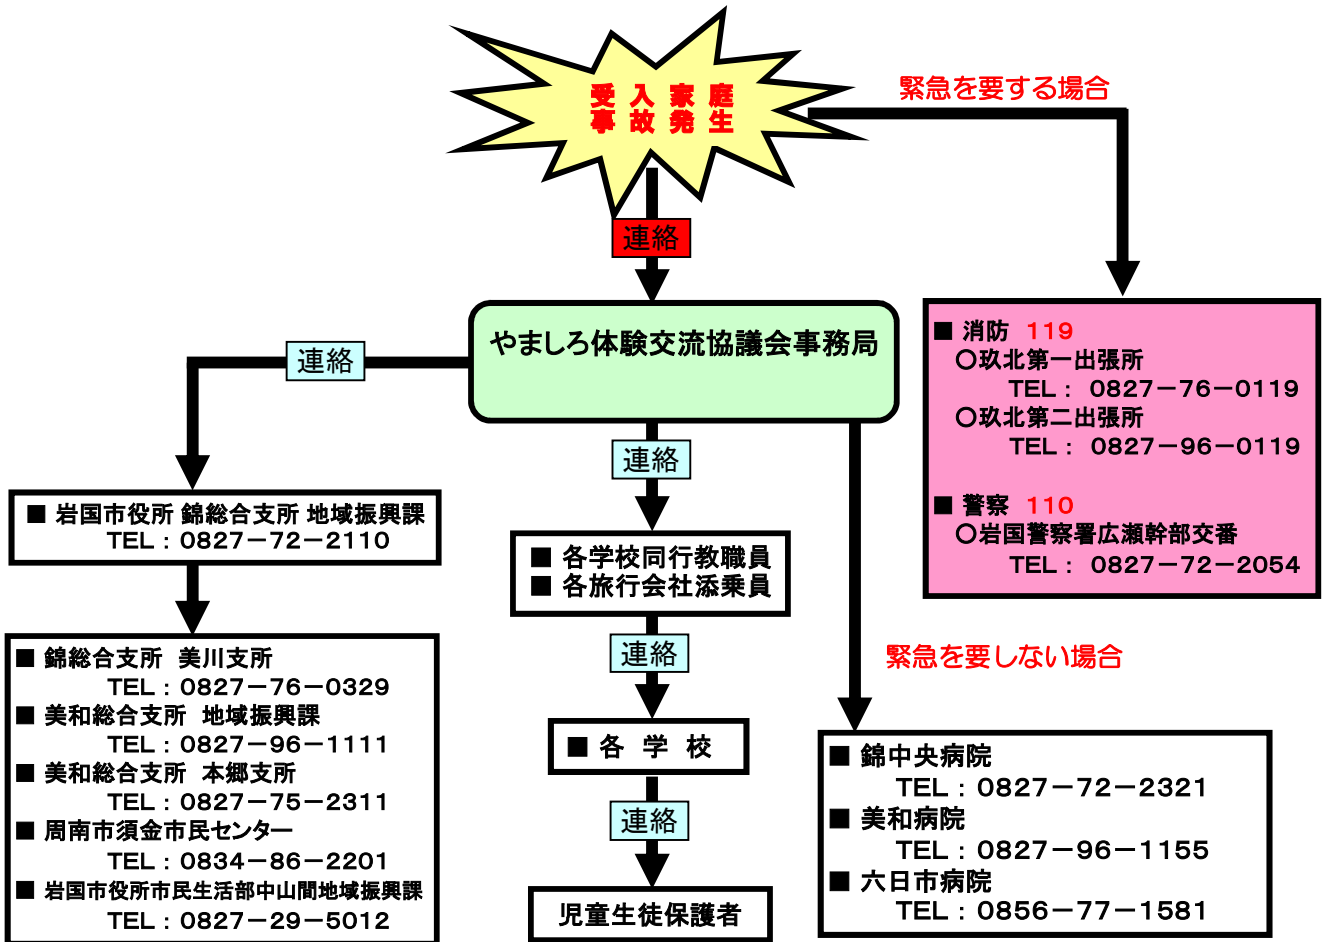 受入家庭
事故発生
緊急を要する場合
連絡
やましろ体験交流協議会事務局
■ 消防 119
○玖北第一出張所
TEL： 0827－76－0119
○玖北第二出張所
TEL： 0827－96－0119
■ 警察 110
○岩国警察署広瀬幹部交番
TEL： 0827－72－2054
連絡
■ 岩国市役所 錦総合支所 地域振興課
TEL：0827－72－2110
■ 錦総合支所 美川支所
TEL：0827－76－0329
■ 美和総合支所 地域振興課
TEL：0827－96－1111
■ 美和総合支所 本郷支所
TEL：0827－75－2311
■ 周南市須金市民センター
TEL：0834－86－2201
■ 岩国市役所市民生活部中山間地域振興課
TEL：0827－29－5012
連絡
■ 各学校同行教職員
■ 各旅行会社添乗員
連絡
■ 各 学 校
連絡
児童生徒保護者
緊急を要しない場合
■ 錦中央病院
TEL：0827－72－2321
■ 美和病院
TEL：0827－96－1155
■ 六日市病院
TEL：0856－77－1581